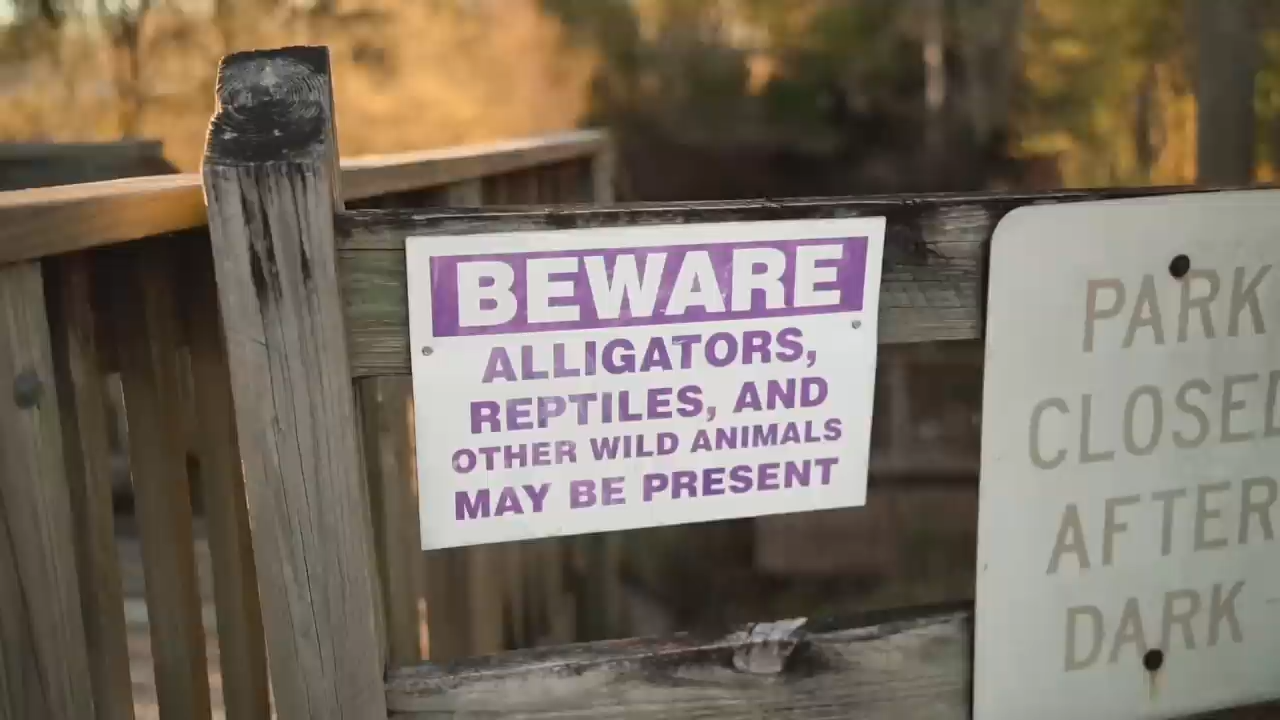 BEWARE
ALLIGATORS,
REPTILES, AND
OTHER WILD ANIMALS
MAY BE PRESENT
PARK
CLOSED
AFTER
DARK